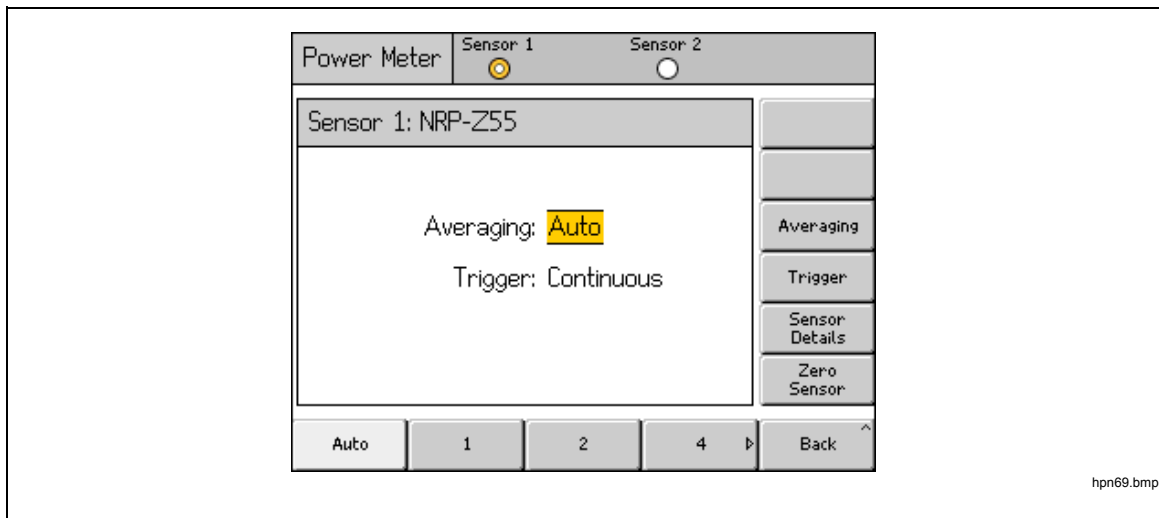 Power Meter
Sensor 1
Sensor 2
Sensor 1: NRP-Z55
Averaging: Auto
Trigger: Continuous
Averaging
Trigger
Sensor
Details
Zero
Sensor
Auto
1
2
4
Back
hpn69.bmp